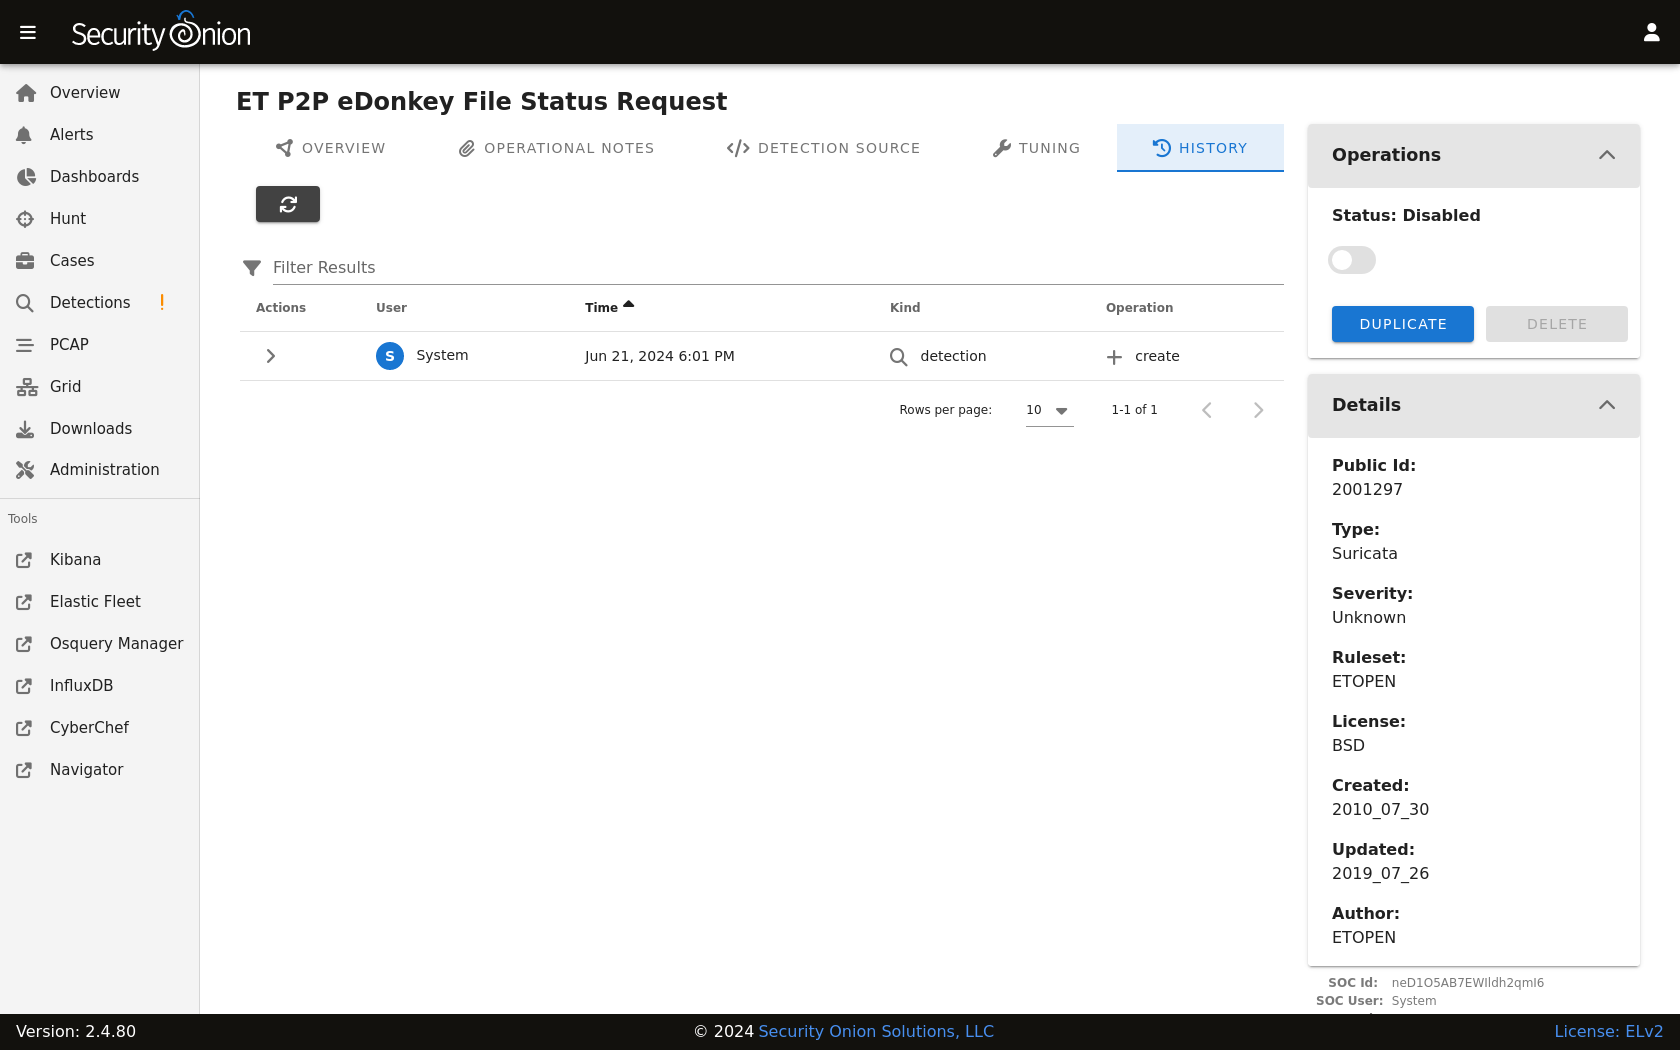 Security Onion
Overview
Alerts
Dashboards
Hunt
Cases
Detections !
PCAP
Grid
Downloads
Administration
Tools
Kibana
Elastic Fleet
Osquery Manager
InfluxDB
CyberChef
Navigator
ET P2P eDonkey File Status Request
OVERVIEW OPERATIONAL NOTES DETECTION SOURCE TUNING HISTORY
Filter Results
Actions User Time Kind Operation
S System Jun 21, 2024 6:01 PM detection create
Rows per page: 10 1-1 of 1
Operations
Status: Disabled
DUPLICATE DELETE
Details
Public Id:
2001297
Type:
Suricata
Severity:
Unknown
Ruleset:
ETOPEN
License:
BSD
Created:
2010_07_30
Updated:
2019_07_26
Author:
ETOPEN
SOC Id: neD1O5AB7EWIldh2qmI6
SOC User: System
Version: 2.4.80 © 2024 Security Onion Solutions, LLC License: ELv2